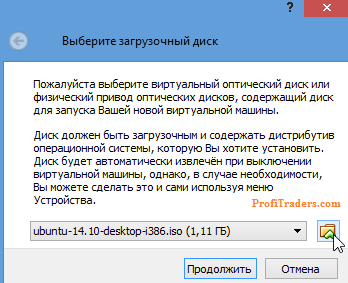 ?
Выберите загрузочный диск
Пожалуйста выберите виртуальный оптический диск или
физический привод оптических дисков, содержащий диск
для запуска Вашей новой виртуальной машины.
Диск должен быть загрузочным и содержать дистрибутив
операционной системы, которую Вы хотите установить.
Диск будет автоматически извлечён при выключении
виртуальной машины, однако, в случае необходимости,
Вы можете сделать это и сами используя меню
Устройства.
ProfiTraders.com
ubuntu-14.10-desktop-i386.iso (1,11 ГБ)
Продолжить Отмена